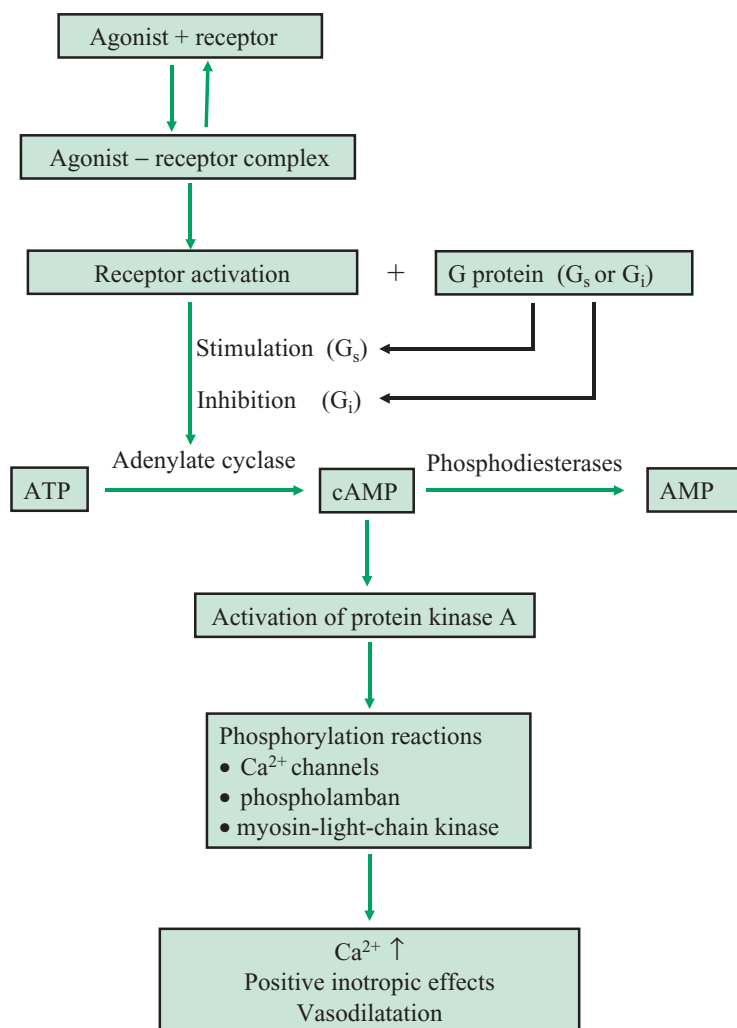 Agonist + receptor
Agonist − receptor complex
Receptor activation
+
G protein (Gs or Gi)
Stimulation (Gs)
Inhibition (Gi)
Adenylate cyclase
Phosphodiesterases
ATP
cAMP
AMP
Activation of protein kinase A
Phosphorylation reactions
• Ca²⁺ channels
• phospholamban
• myosin-light-chain kinase
Ca²⁺ ↑
Positive inotropic effects
Vasodilatation